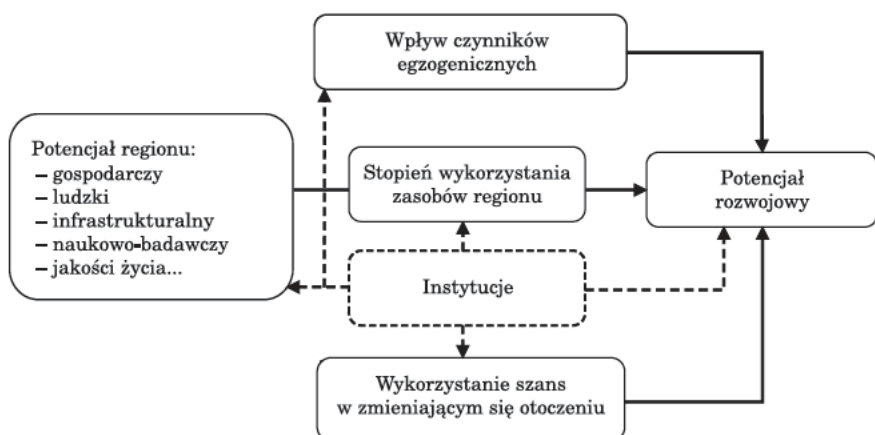 Wpływ czynników
egzogenicznych
Potencjał regionu:
– gospodarczy
– ludzki
– infrastrukturalny
– naukowo-badawczy
– jakości życia...
Stopień wykorzystania
zasobów regionu
Potencjał
rozwojowy
Instytucje
Wykorzystanie szans
w zmieniającym się otoczeniu